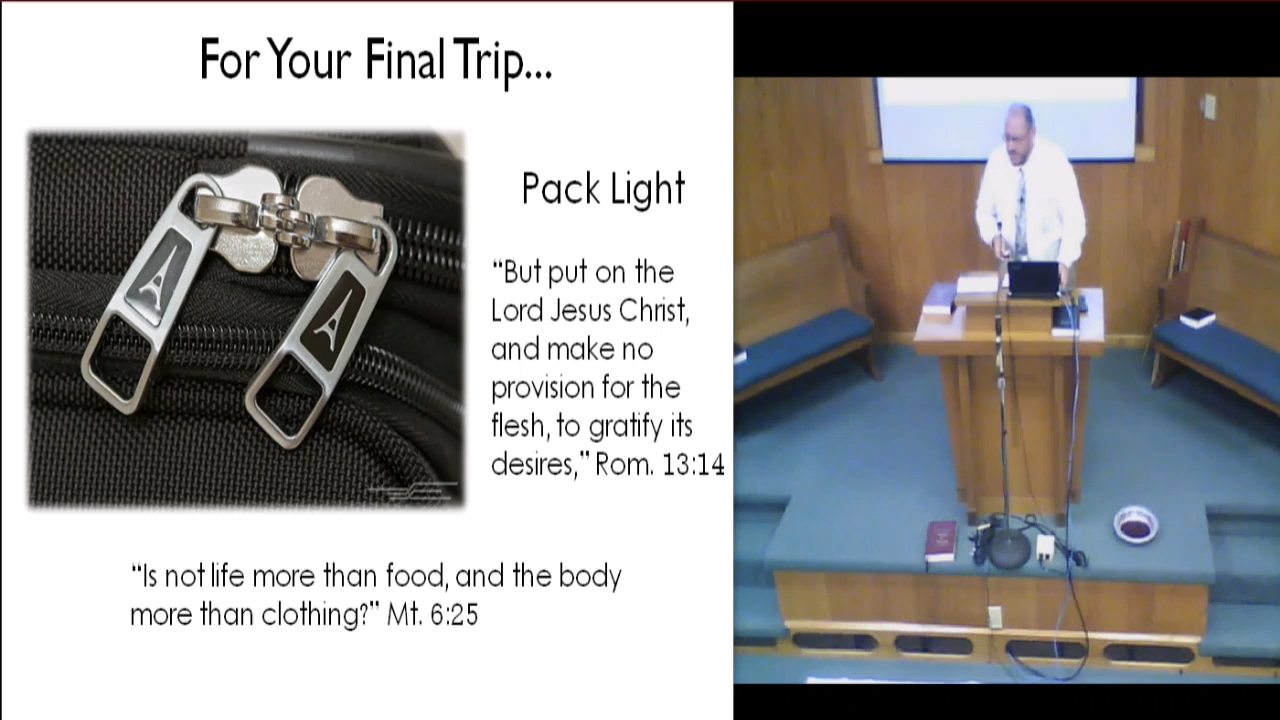 For Your Final Trip...
Pack Light
“But put on the
Lord Jesus Christ,
and make no
provision for the
flesh, to gratify its
desires,” Rom. 13:14
“Is not life more than food, and the body
more than clothing?” Mt. 6:25